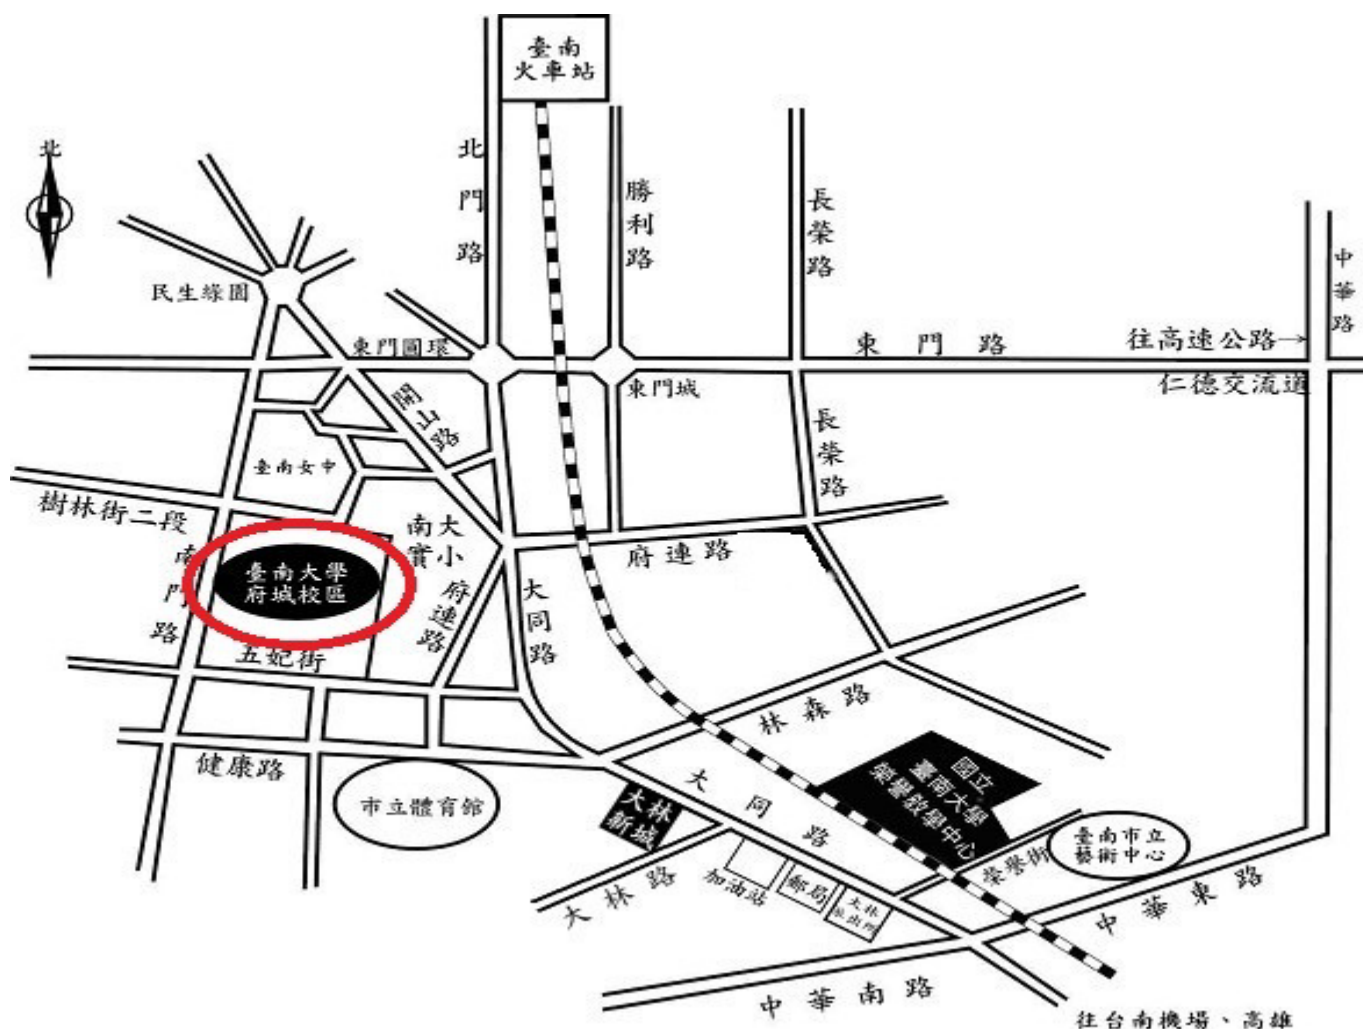 臺南
火車站
北
北門路
勝利路
長榮路
中華路
民生綠園
東門圓環
東門路
往高速公路→
仁德交流道
東門城
開山路
長榮路
臺南女中
樹林街二段
南大
實小
府連路
南門路
臺南大學
府城校區
府連路
大同路
五妃街
林森路
健康路
國立
臺南大學
榮譽教學中心
大同路
市立體育館
大林
新城
臺南市立
藝術中心
榮譽街
加油站
郵局
大林
派出所
大林路
中華東路
中華南路
往台南機場、高雄